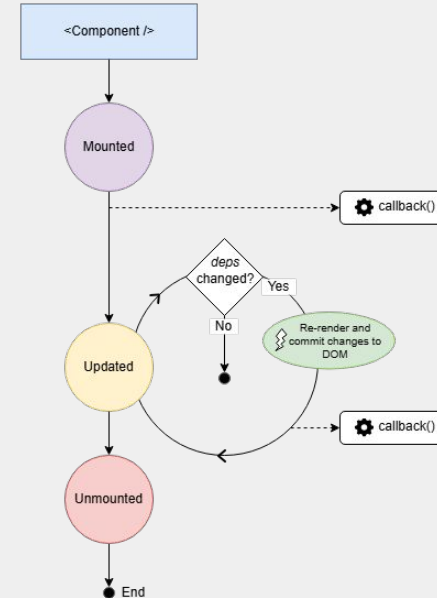 <Component />
Mounted
callback()
deps
changed?
Yes
No
Re-render and
commit changes to
DOM
Updated
callback()
Unmounted
End